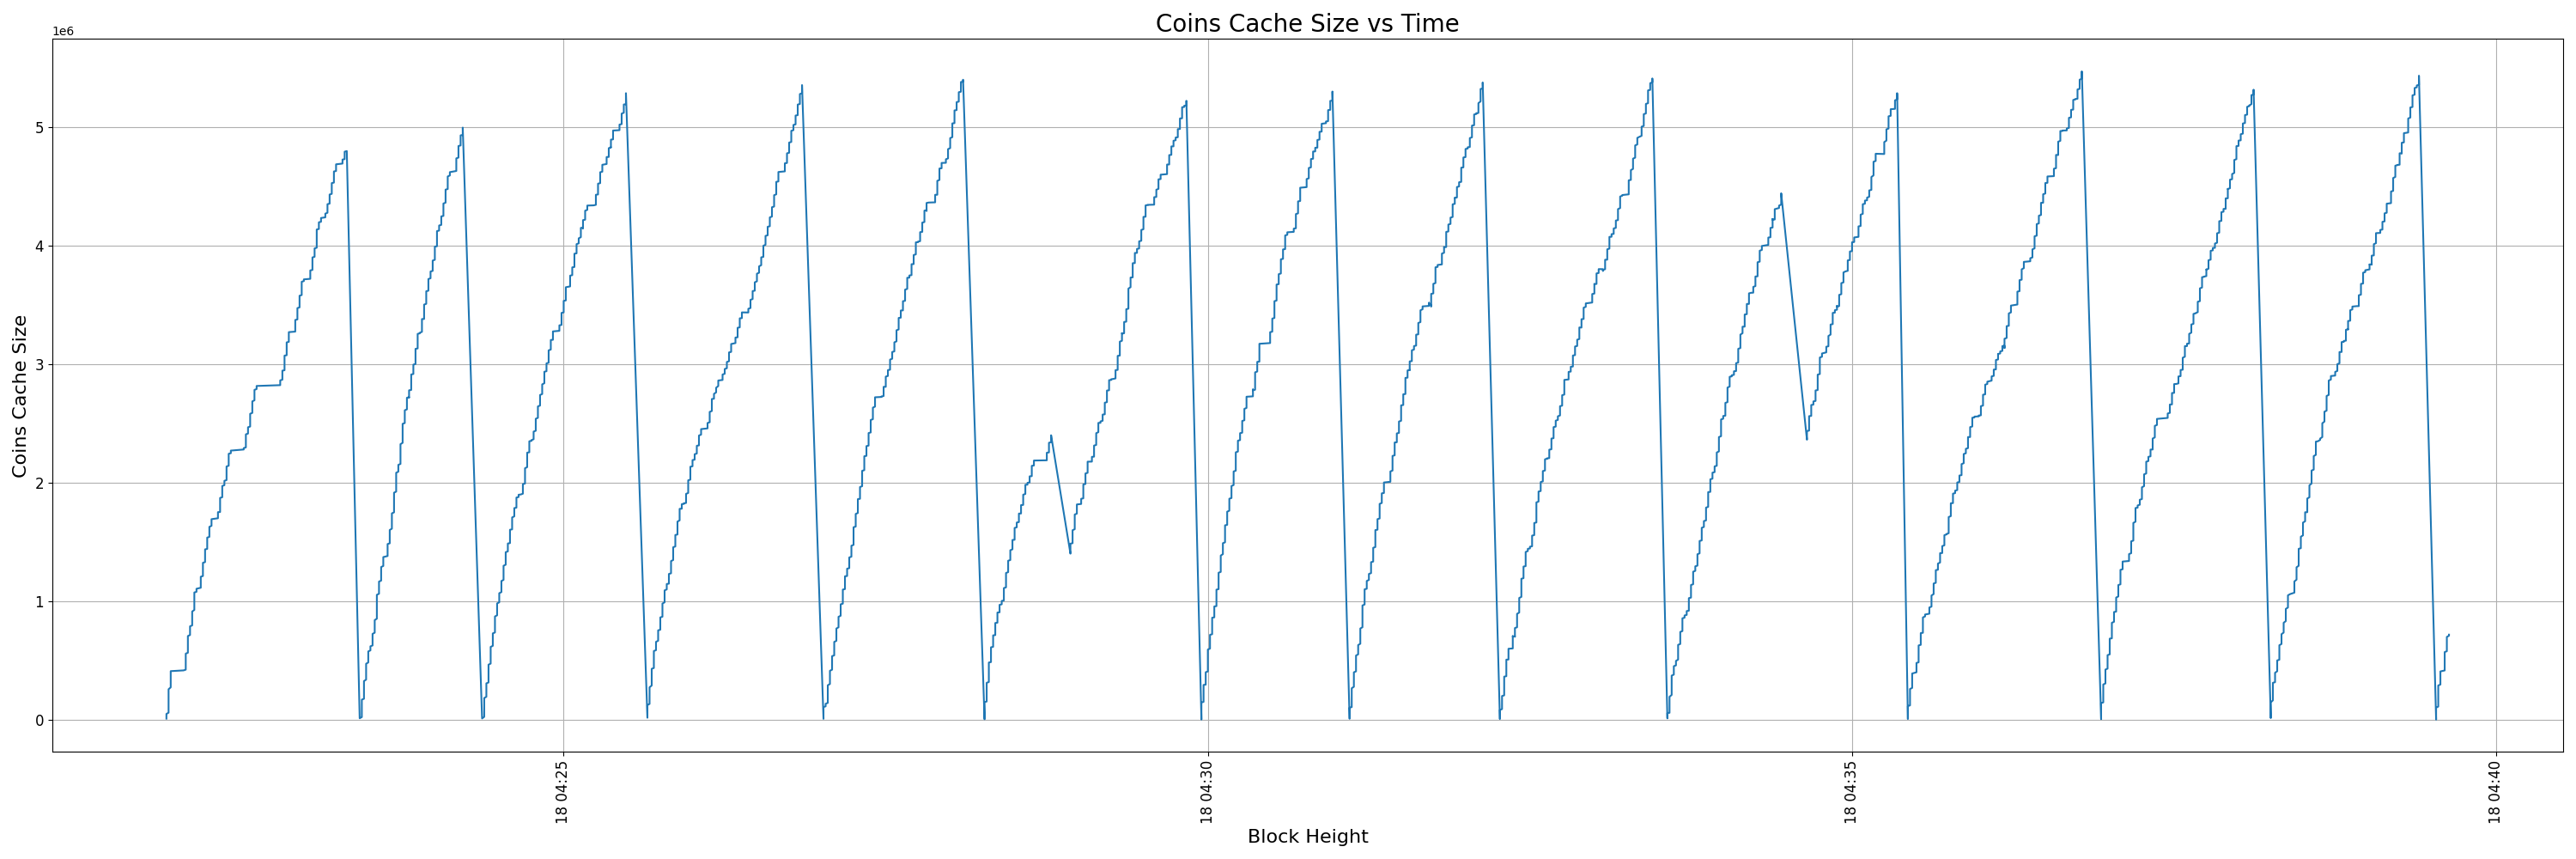 Coins Cache Size vs Time
1e6
5
4
3
2
1
0
Coins Cache Size
18 04:25
18 04:30
18 04:35
18 04:40
Block Height